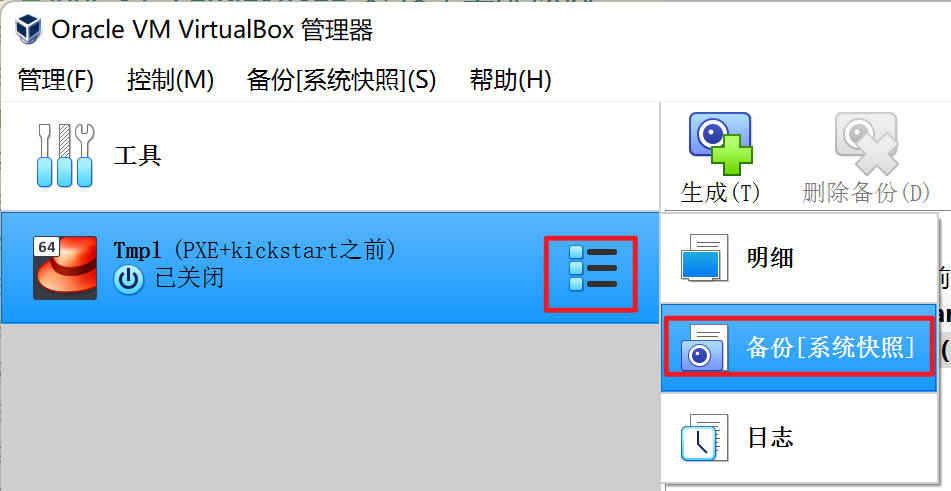 Oracle VM VirtualBox 管理器
管理(F) 控制(M) 备份[系统快照](S) 帮助(H)
工具
生成(T) 删除备份(D)
64
Tmpl (PXE+kickstart之前)
已关闭
明细
备份[系统快照]
日志